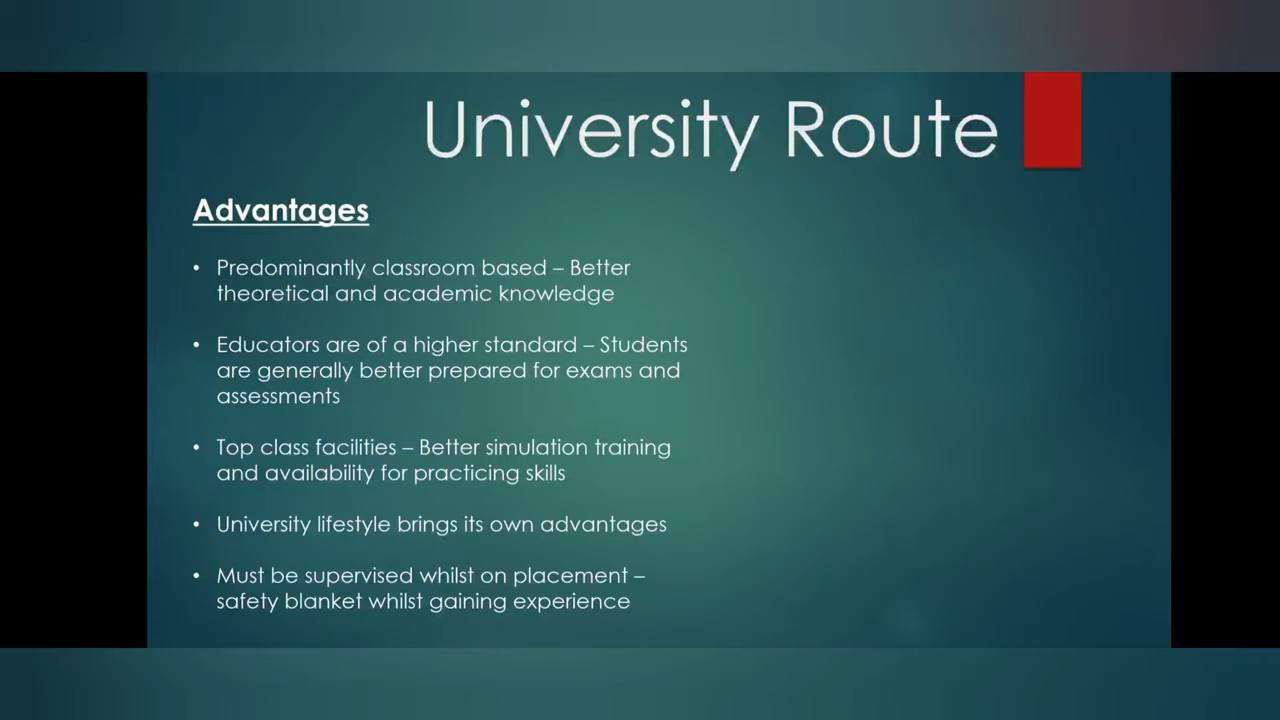 University Route
Advantages
• Predominantly classroom based – Better
theoretical and academic knowledge
• Educators are of a higher standard – Students
are generally better prepared for exams and
assessments
• Top class facilities – Better simulation training
and availability for practicing skills
• University lifestyle brings its own advantages
• Must be supervised whilst on placement –
safety blanket whilst gaining experience